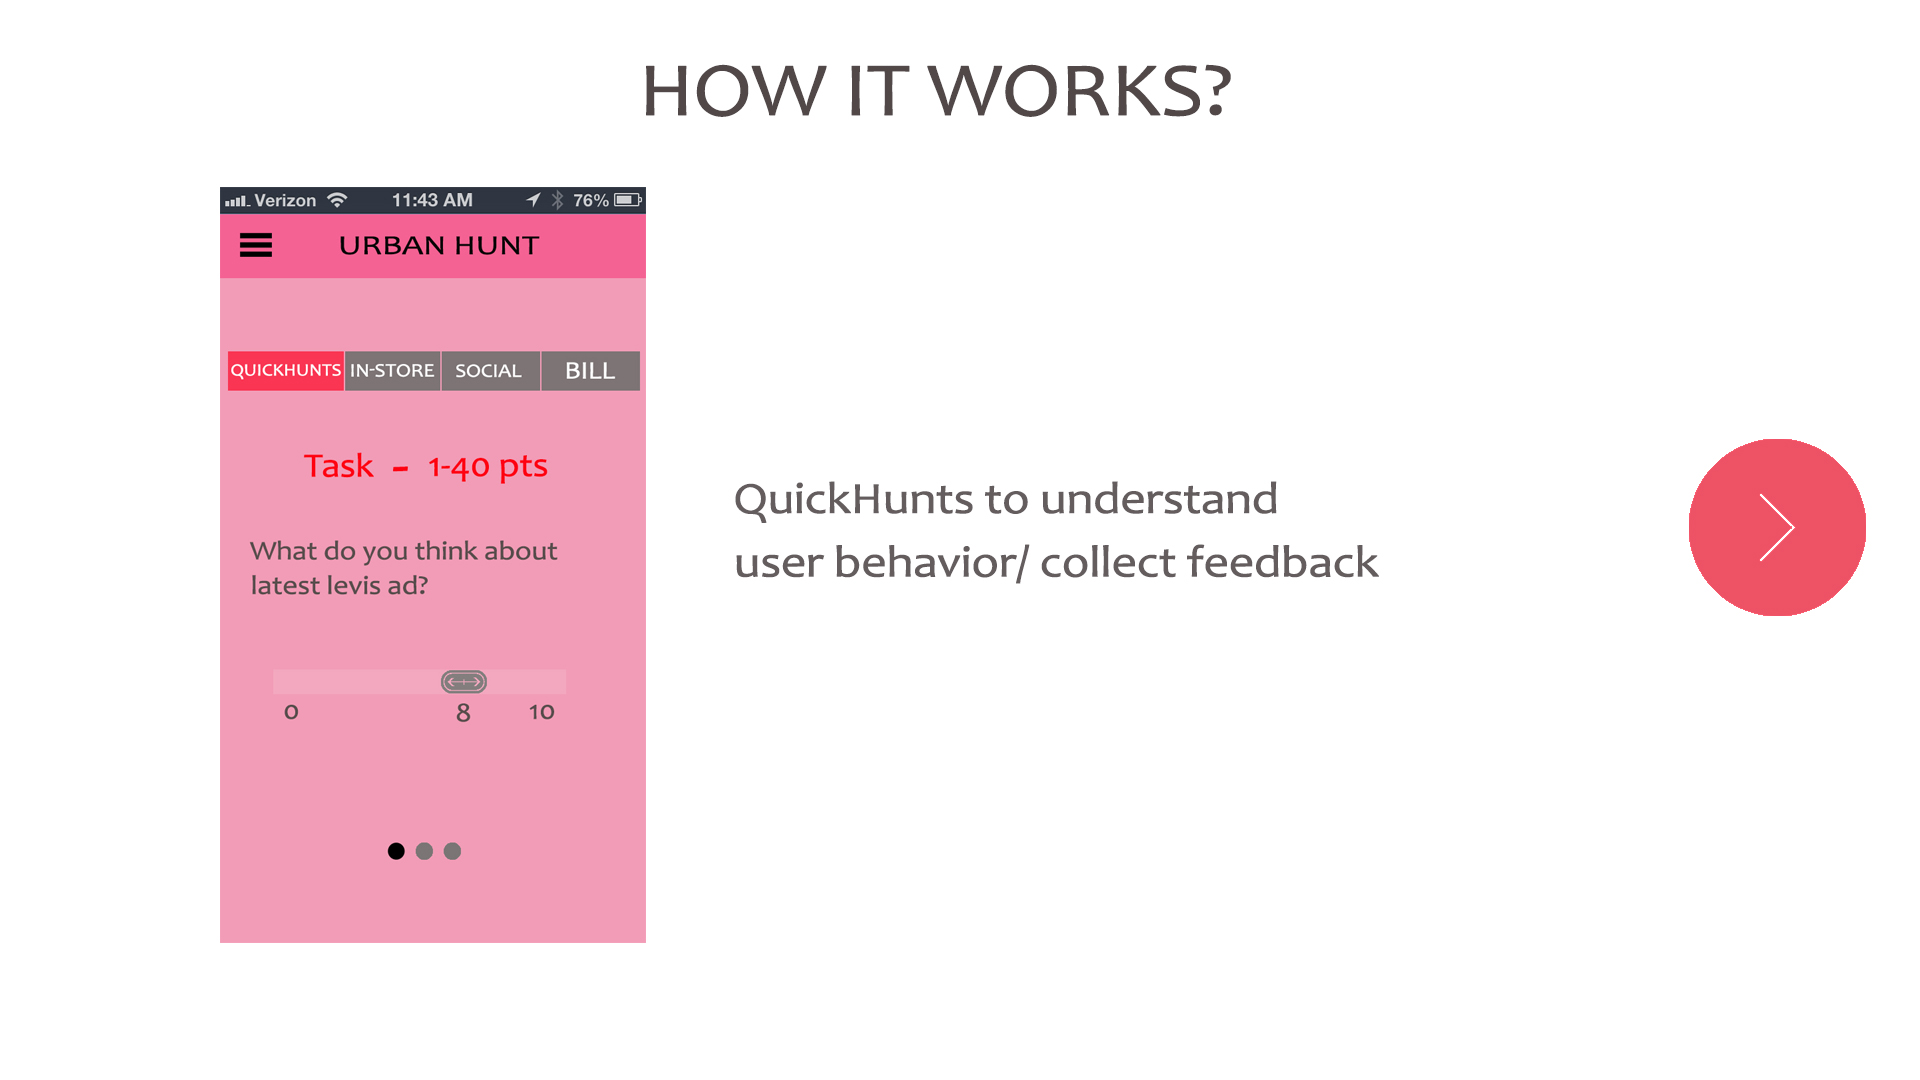 HOW IT WORKS?
Verizon 11:43 AM 76%
URBAN HUNT
QUICKHUNTS IN-STORE SOCIAL BILL
Task - 1-40 pts
What do you think about
latest levis ad?
0 8 10
QuickHunts to understand
user behavior/ collect feedback